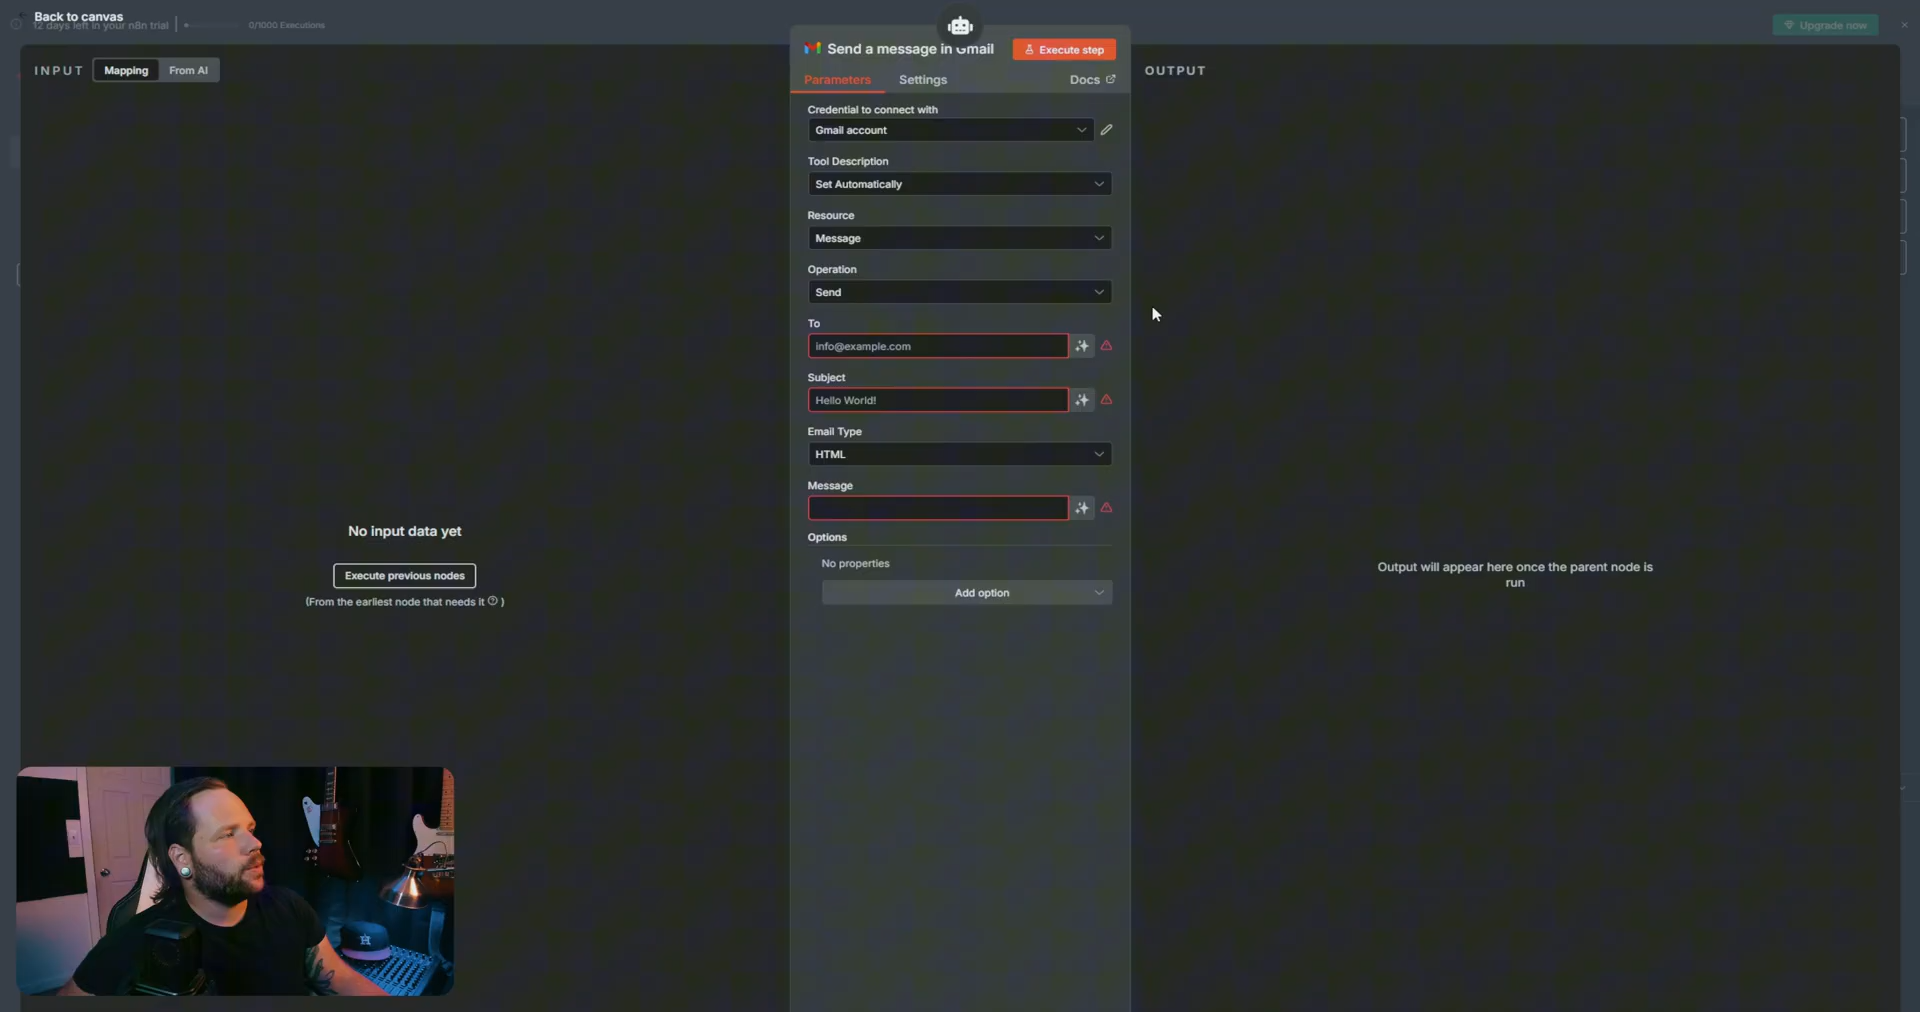 Back to canvas
12 days left in your n8n trial
0/1000 Executions
Upgrade now
INPUT
Mapping
From AI
Send a message in Gmail
Execute step
Parameters
Settings
Docs
OUTPUT
Credential to connect with
Gmail account
Tool Description
Set Automatically
Resource
Message
Operation
Send
To
info@example.com
Subject
Hello World!
Email Type
HTML
Message
Options
No properties
Add option
No input data yet
Execute previous nodes
(From the earliest node that needs it ? )
Output will appear here once the parent node is
run
H